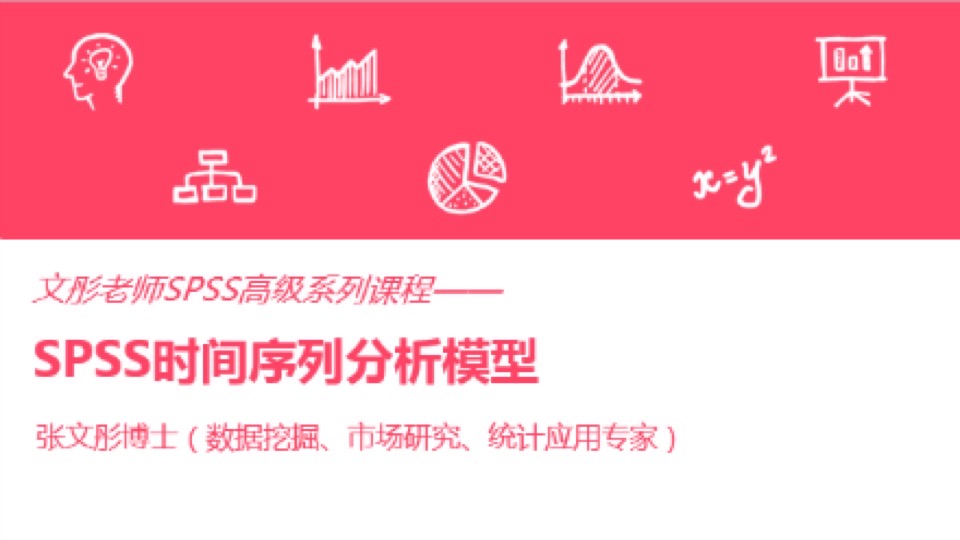 x=y²
文彤老师SPSS高级系列课程——
SPSS时间序列分析模型
张文彤博士（数据挖掘、市场研究、统计应用专家）